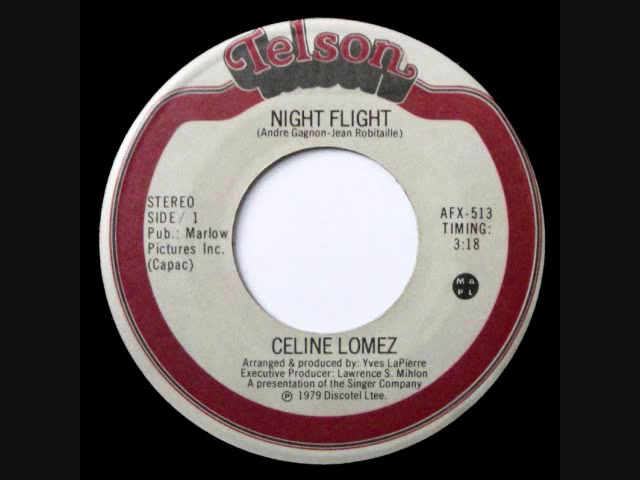 Telson
NIGHT FLIGHT
(Andre Gagnon-Jean Robitaille)
STEREO
SIDE/ 1
Pub.: Marlow
Pictures Inc.
(Capac)
AFX-513
TIMING:
3:18
M A
P L
CELINE LOMEZ
Arranged & produced by: Yves LaPierre
Executive Producer: Lawrence S. Mihlon
A presentation of the Singer Company
℗ 1979 Discotel Ltee.